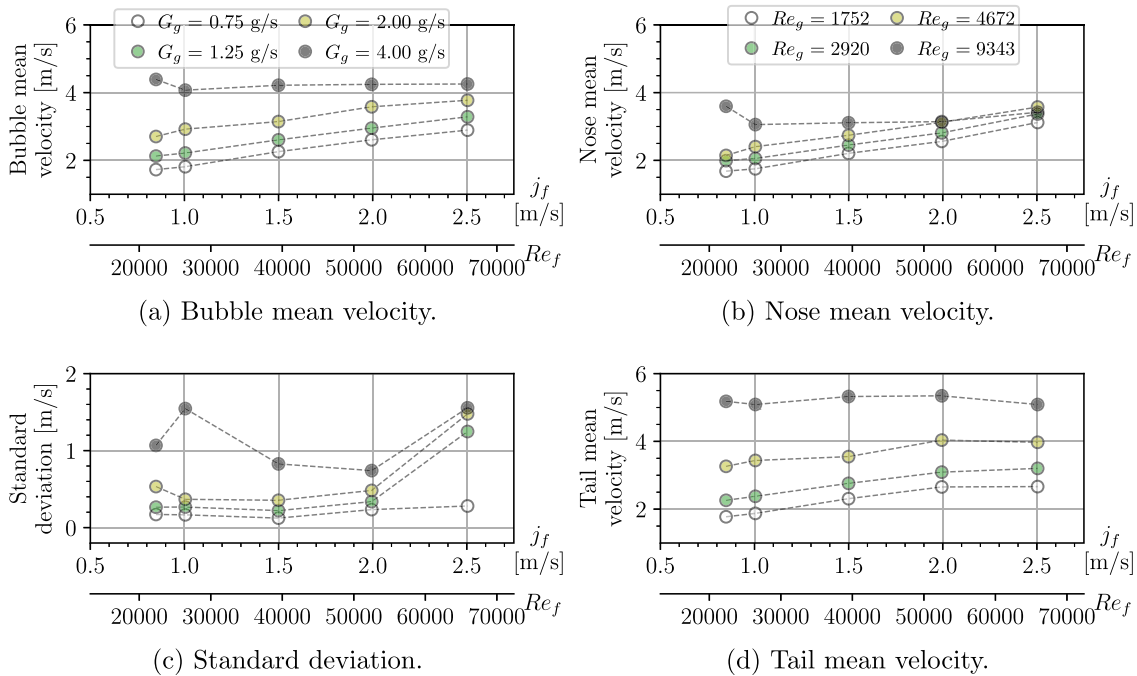 G_g = 0.75 g/s G_g = 2.00 g/s
G_g = 1.25 g/s G_g = 4.00 g/s
Bubble mean
velocity [m/s]
6
4
2
0.5 1.0 1.5 2.0 2.5
j_f
[m/s]
20000 30000 40000 50000 60000 70000
Re_f
(a) Bubble mean velocity.
Re_g = 1752 Re_g = 4672
Re_g = 2920 Re_g = 9343
Nose mean
velocity [m/s]
6
4
2
0.5 1.0 1.5 2.0 2.5
j_f
[m/s]
20000 30000 40000 50000 60000 70000
Re_f
(b) Nose mean velocity.
Standard
deviation [m/s]
2
1
0
0.5 1.0 1.5 2.0 2.5
j_f
[m/s]
20000 30000 40000 50000 60000 70000
Re_f
(c) Standard deviation.
Tail mean
velocity [m/s]
6
4
2
0.5 1.0 1.5 2.0 2.5
j_f
[m/s]
20000 30000 40000 50000 60000 70000
Re_f
(d) Tail mean velocity.